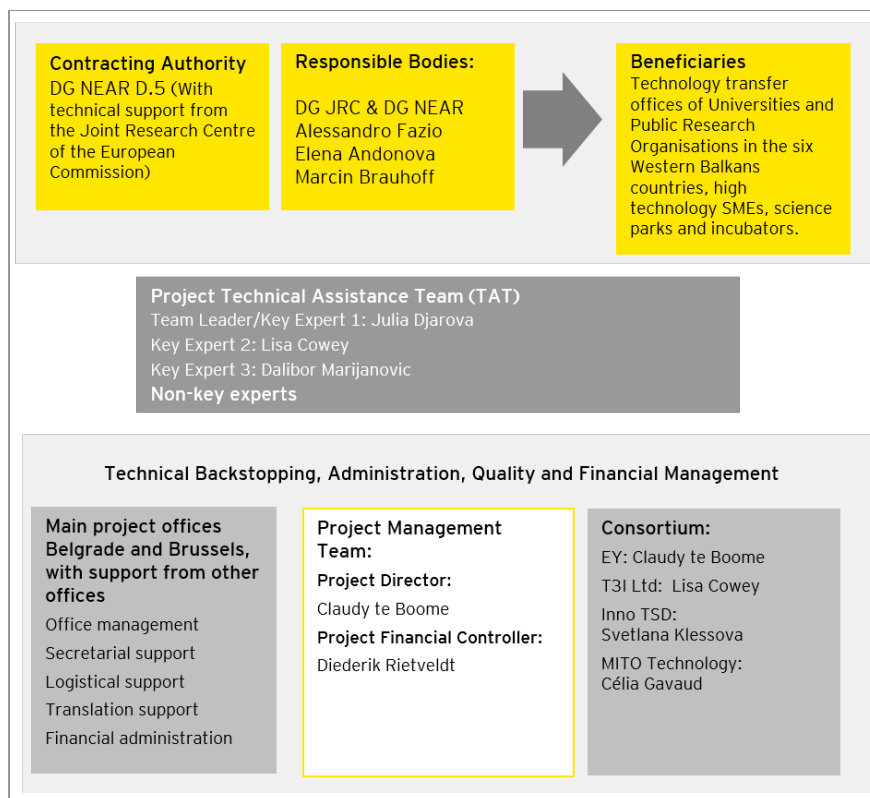 Contracting Authority
DG NEAR D.5 (With
technical support from
the Joint Research Centre
of the European
Commission)
Responsible Bodies:
DG JRC & DG NEAR
Alessandro Fazio
Elena Andonova
Marcin Brauhoff
Beneficiaries
Technology transfer
offices of Universities and
Public Research
Organisations in the six
Western Balkans
countries, high
technology SMEs, science
parks and incubators.
Project Technical Assistance Team (TAT)
Team Leader/Key Expert 1: Julia Djarova
Key Expert 2: Lisa Cowey
Key Expert 3: Dalibor Marijanovic
Non-key experts
Technical Backstopping, Administration, Quality and Financial Management
Main project offices
Belgrade and Brussels,
with support from other
offices
Office management
Secretarial support
Logistical support
Translation support
Financial administration
Project Management
Team:
Project Director:
Claudy te Boome
Project Financial Controller:
Diederik Rietveldt
Consortium:
EY: Claudy te Boome
T3I Ltd: Lisa Cowey
Inno TSD:
Svetlana Klessova
MITO Technology:
Célia Gavaud